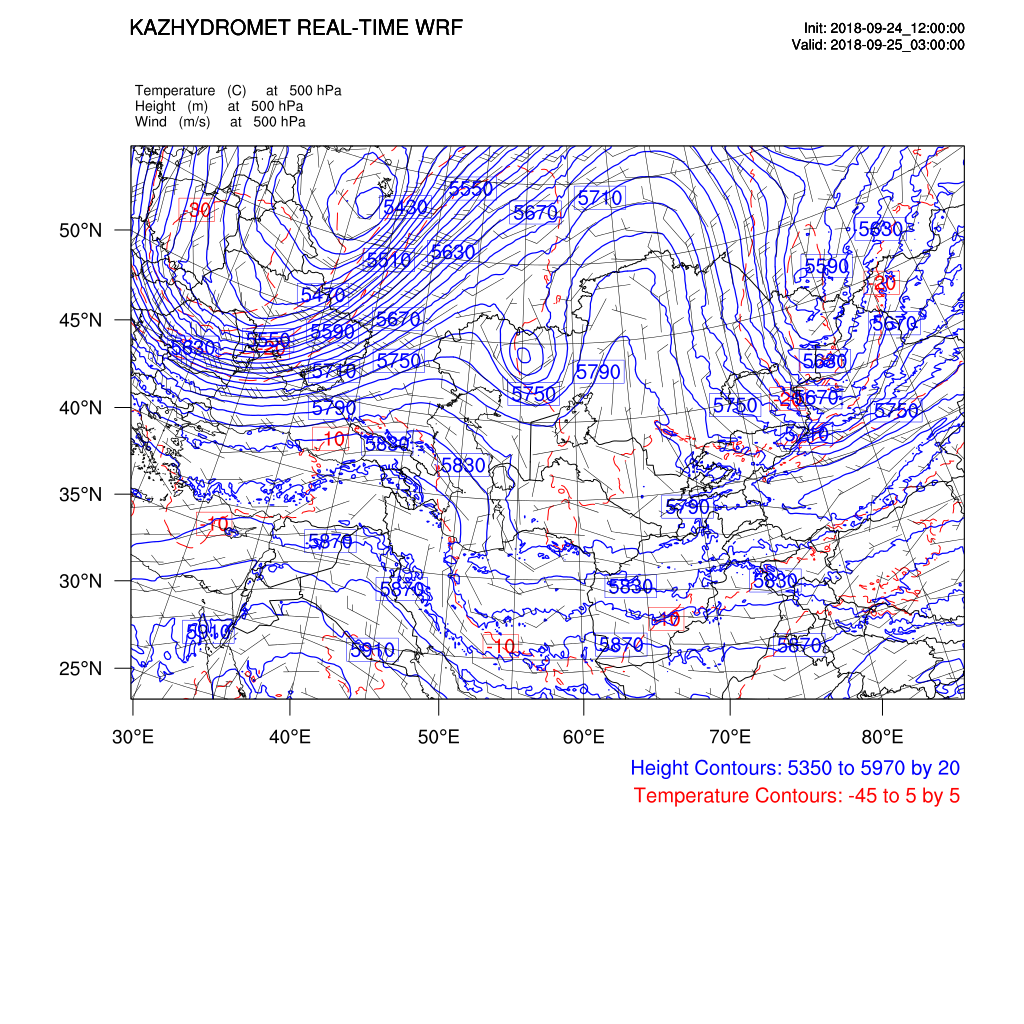 KAZHYDROMET REAL-TIME WRF
Init: 2018-09-24_12:00:00
Valid: 2018-09-25_03:00:00
Temperature (C) at 500 hPa
Height (m) at 500 hPa
Wind (m/s) at 500 hPa
5550
5710
-30
5430
5670
50°N
5630
5630
5510
5590
-20
5470
45°N
5670
5670
5590
5550
5630
5750
5710
5790
5750
5670
40°N
5790
5750
5750
5710
-10
5830
5830
35°N
5790
-10
5870
30°N
5830
5830
5870
-10
5910
5910
-10
5870
5870
25°N
30°E
40°E
50°E
60°E
70°E
80°E
Height Contours: 5350 to 5970 by 20
Temperature Contours: -45 to 5 by 5